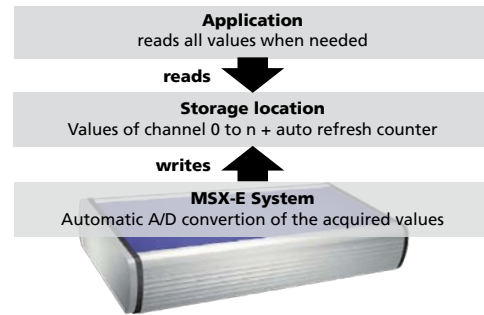 Application
reads all values when needed
reads
Storage location
Values of channel 0 to n + auto refresh counter
writes
MSX-E System
Automatic A/D convertion of the acquired values